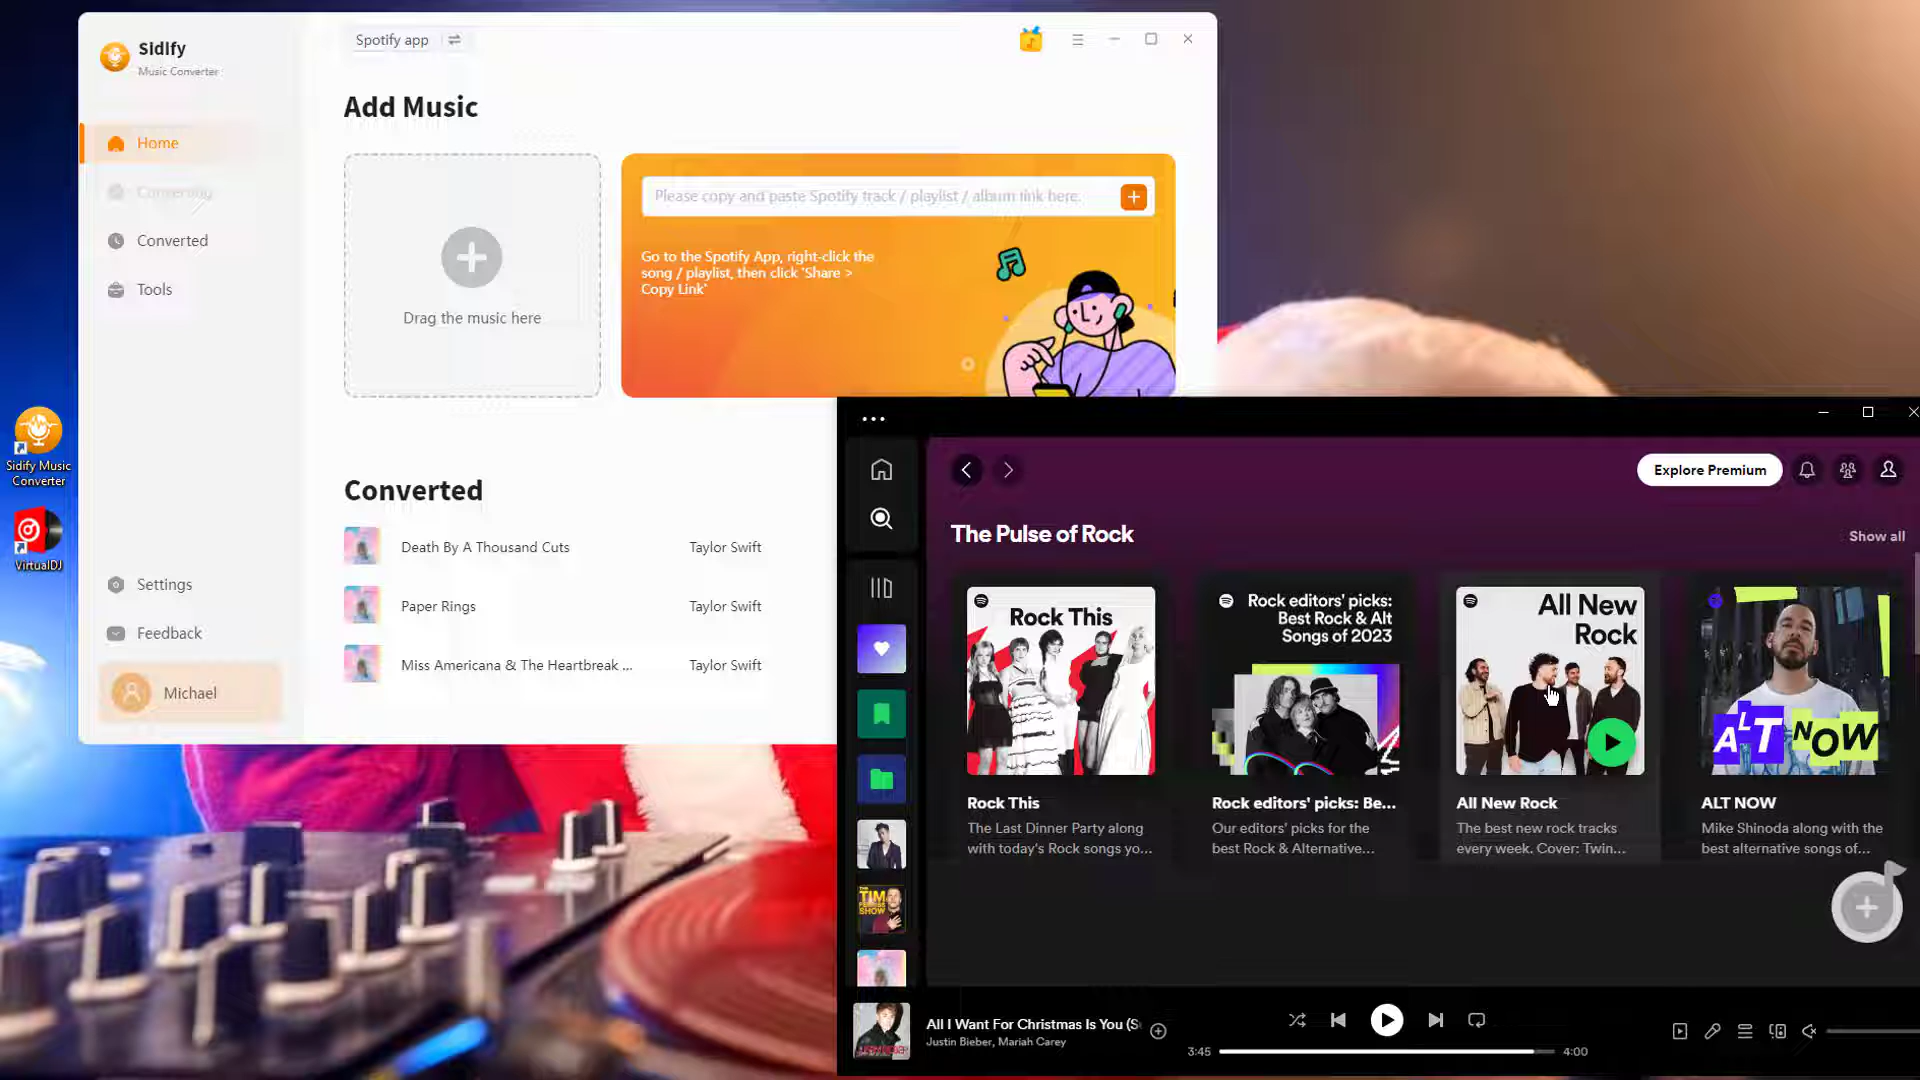 Sidify
Music Converter
Spotify app
Add Music
Home
Converting
Converted
Tools
Settings
Feedback
Michael
Drag the music here
Please copy and paste Spotify track / playlist / album link here.
Go to the Spotify App, right-click the
song / playlist, then click 'Share >
Copy Link'
Converted
Death By A Thousand Cuts
Taylor Swift
Paper Rings
Taylor Swift
Miss Americana & The Heartbreak ...
Taylor Swift
Sidify Music
Converter
VirtualDJ
Explore Premium
The Pulse of Rock
Show all
Rock This
Rock editors' picks:
Best Rock & Alt
Songs of 2023
All New
Rock
ALT NOW
Rock This
The Last Dinner Party along
with today's Rock songs yo...
Rock editors' picks: Be...
Our editors' picks for the
best Rock & Alternative...
All New Rock
The best new rock tracks
every week. Cover: Twin...
ALT NOW
Mike Shinoda along with the
best alternative songs of...
THE
TIM
FERRISS
SHOW
All I Want For Christmas Is You (S
Justin Bieber, Mariah Carey
3:45
4:00